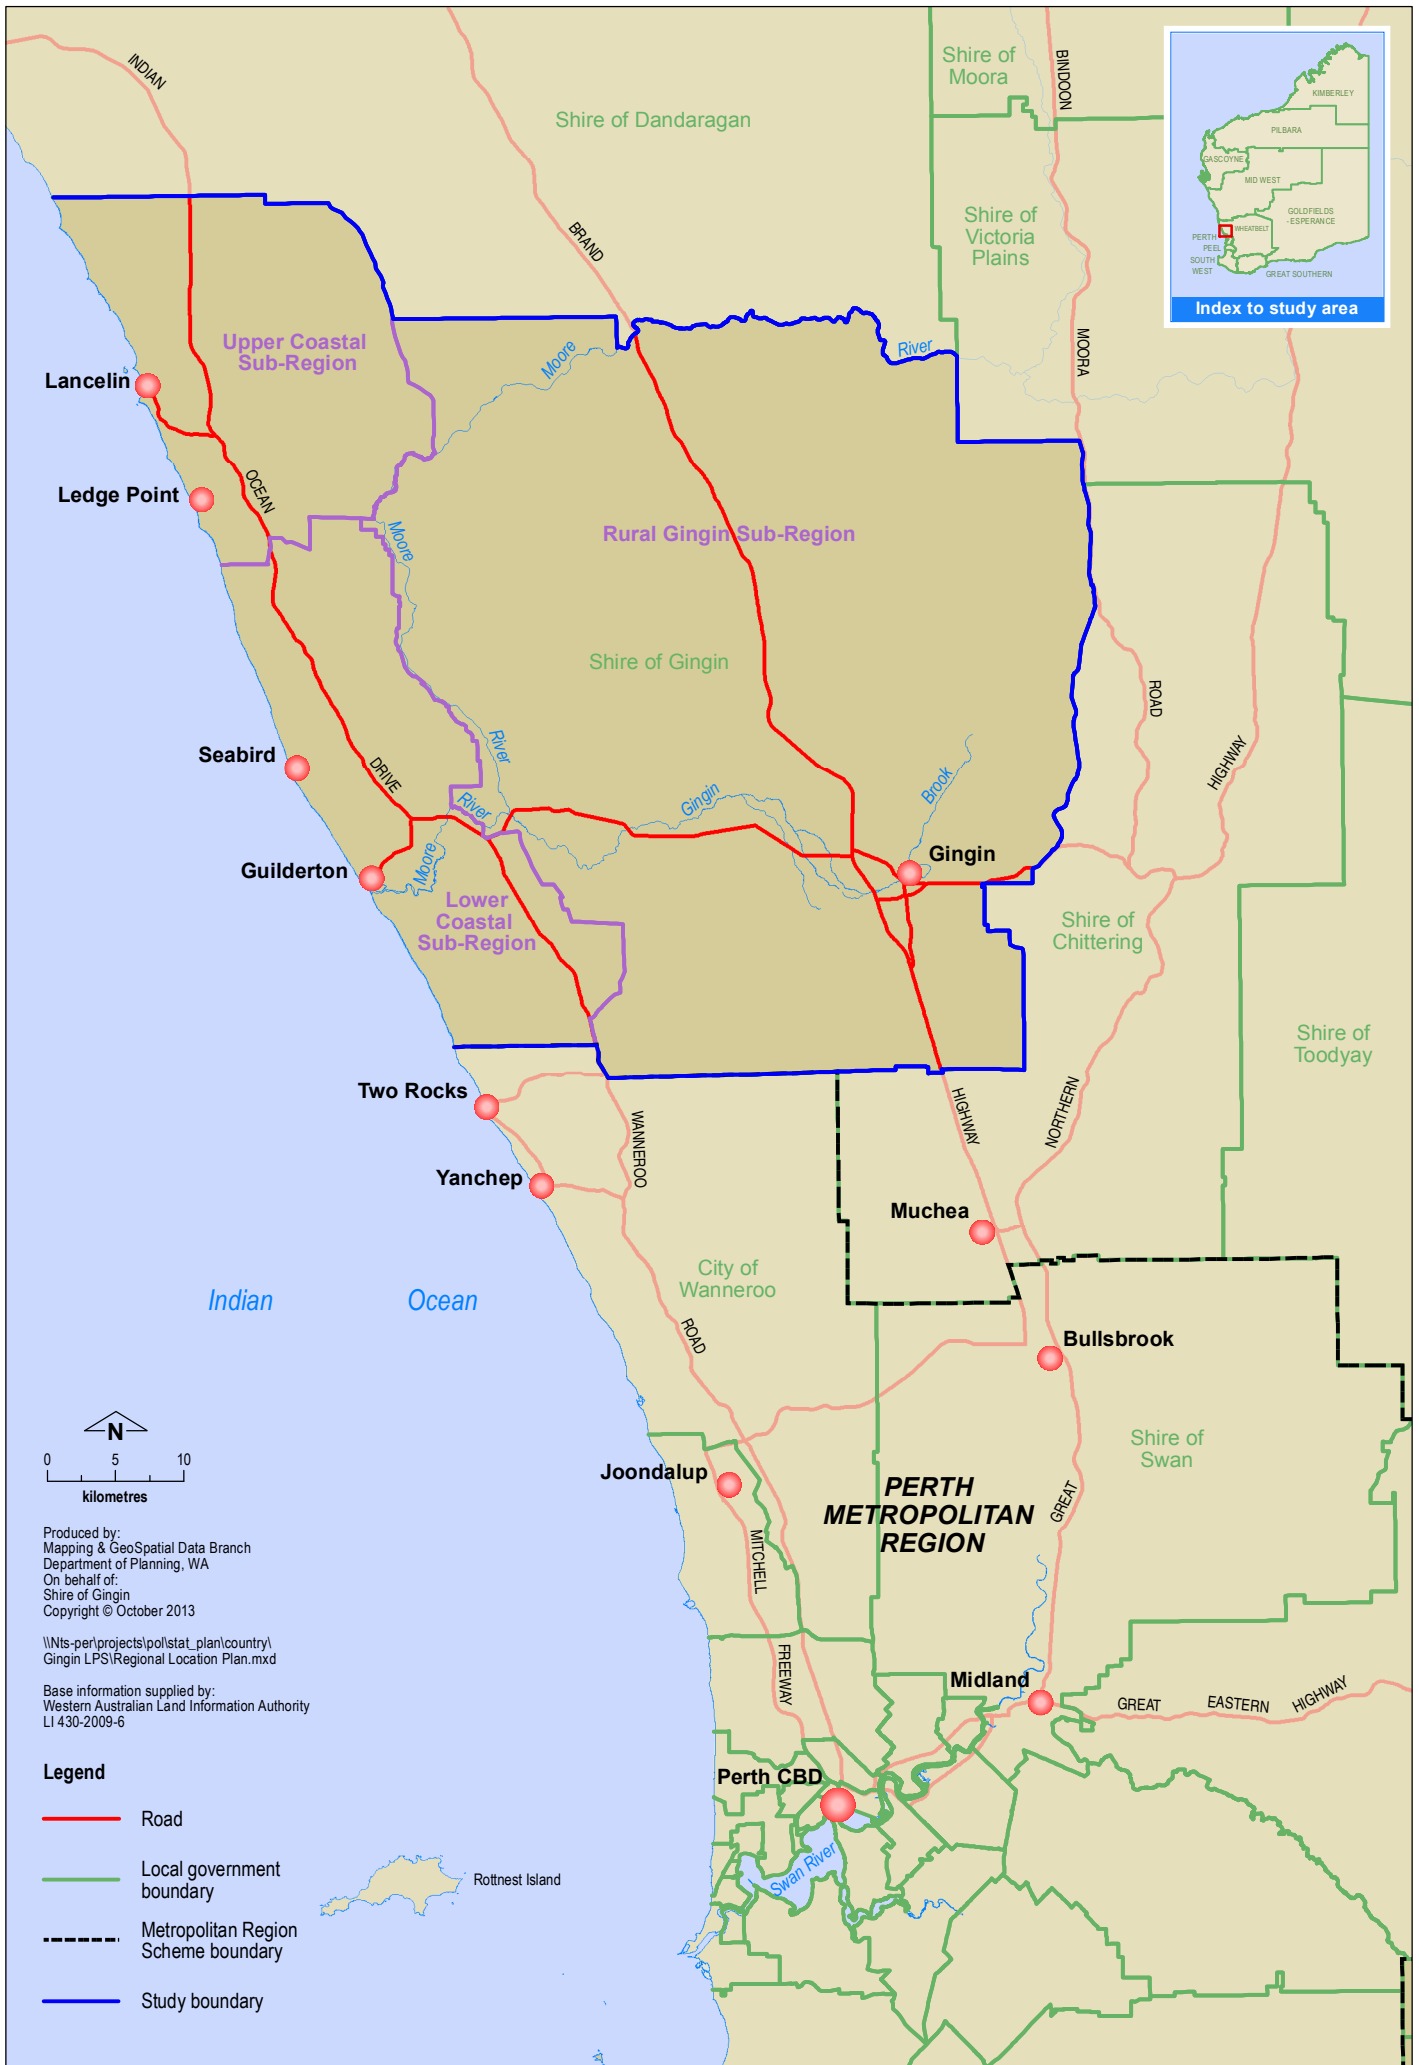 INDIAN
Shire of Dandaragan
Shire of
Moora
BINDOON
KIMBERLEY
PILBARA
GASCOYNE
MID WEST
GOLDFIELDS
- ESPERANCE
WHEATBELT
PERTH
PEEL
SOUTH
WEST
GREAT SOUTHERN
Index to study area
BRAND
Shire of
Victoria
Plains
Upper Coastal
Sub-Region
Moore
River
MOORA
Lancelin
Ledge Point
OCEAN
Moore
Rural Gingin Sub-Region
Shire of Gingin
ROAD
River
Seabird
DRIVE
River
Gingin
Brook
HIGHWAY
Guilderton
Moore
Gingin
Lower
Coastal
Sub-Region
Shire of
Chittering
Shire of
Toodyay
Two Rocks
WANNEROO
HIGHWAY
NORTHERN
Yanchep
Muchea
City of
Wanneroo
Indian Ocean
ROAD
Bullsbrook
N
0 5 10
kilometres
Joondalup
Shire of
Swan
PERTH
METROPOLITAN
REGION
GREAT
MITCHELL
Produced by:
Mapping & GeoSpatial Data Branch
Department of Planning, WA
On behalf of:
Shire of Gingin
Copyright © October 2013
\\Nts-per\projects\pol\stat_plan\country\
Gingin LPS\Regional Location Plan.mxd
Base information supplied by:
Western Australian Land Information Authority
LI 430-2009-6
FREEWAY
Midland
GREAT EASTERN HIGHWAY
Perth CBD
Swan River
Legend
Road
Local government
boundary
Metropolitan Region
Scheme boundary
Study boundary
Rottnest Island